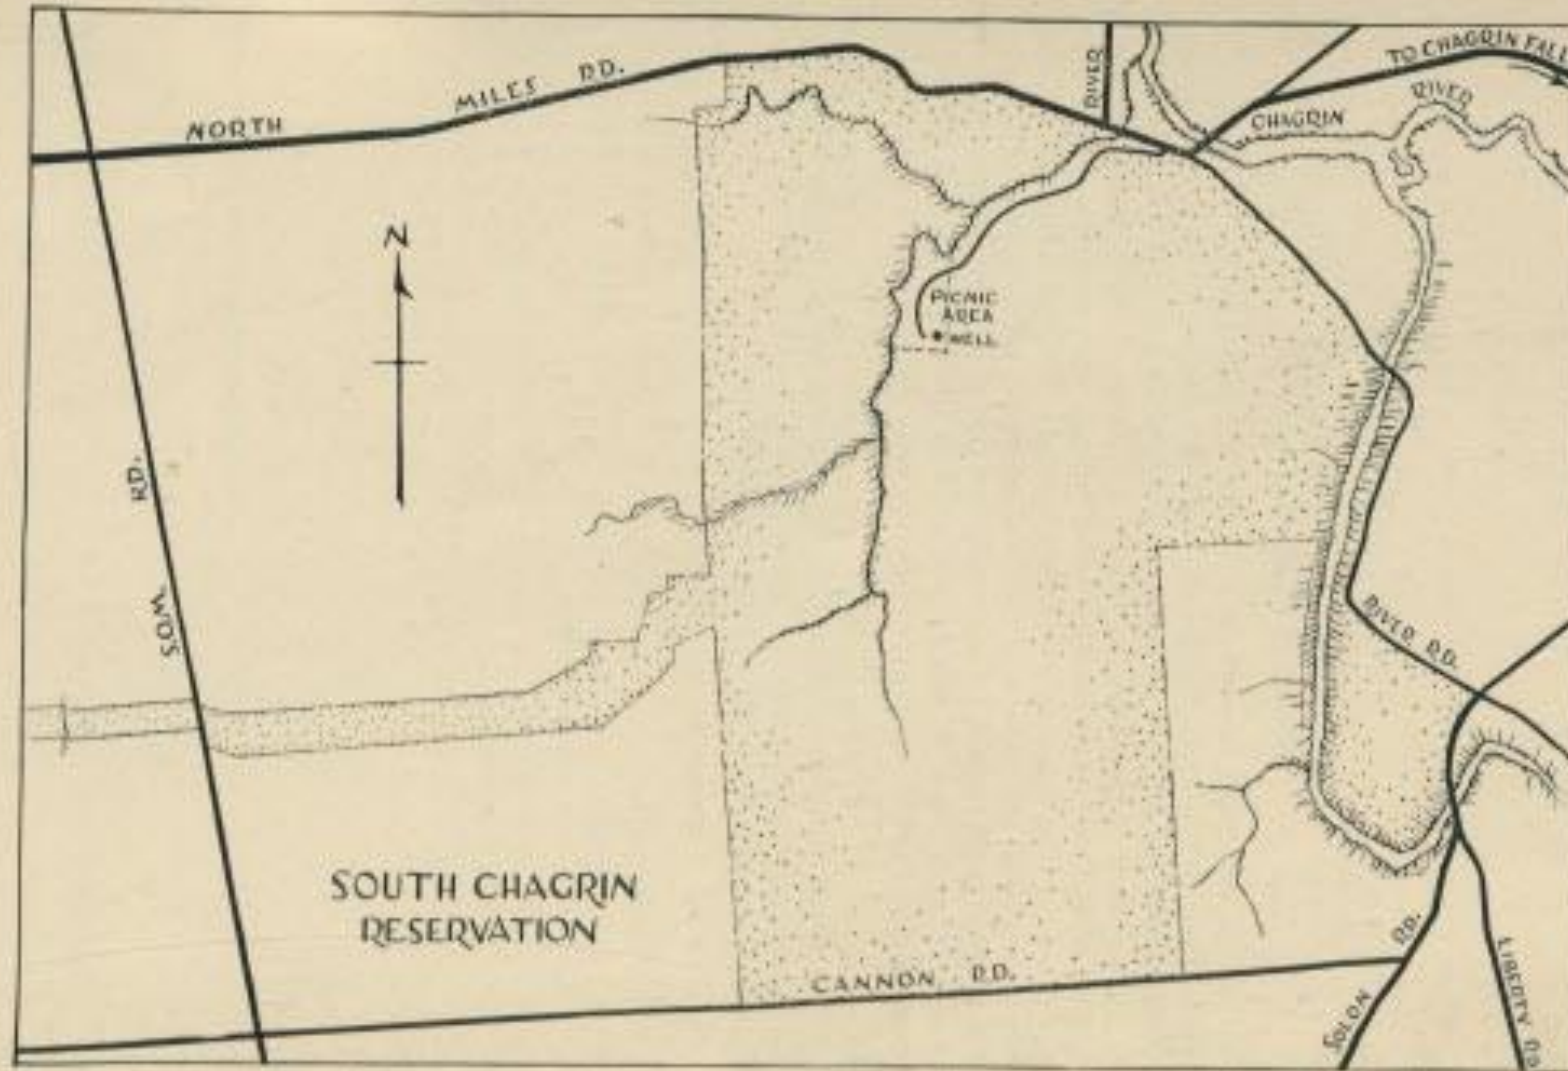 TO CHAGRIN FALL
RIVER
CHAGRIN RIVER
NORTH MILES RD.
N
PICNIC
AREA
WELL
S.O.M. RD.
RIVER RD.
SOUTH CHAGRIN
RESERVATION
CANNON RD.
SOLON RD.
LIBERTY RD.